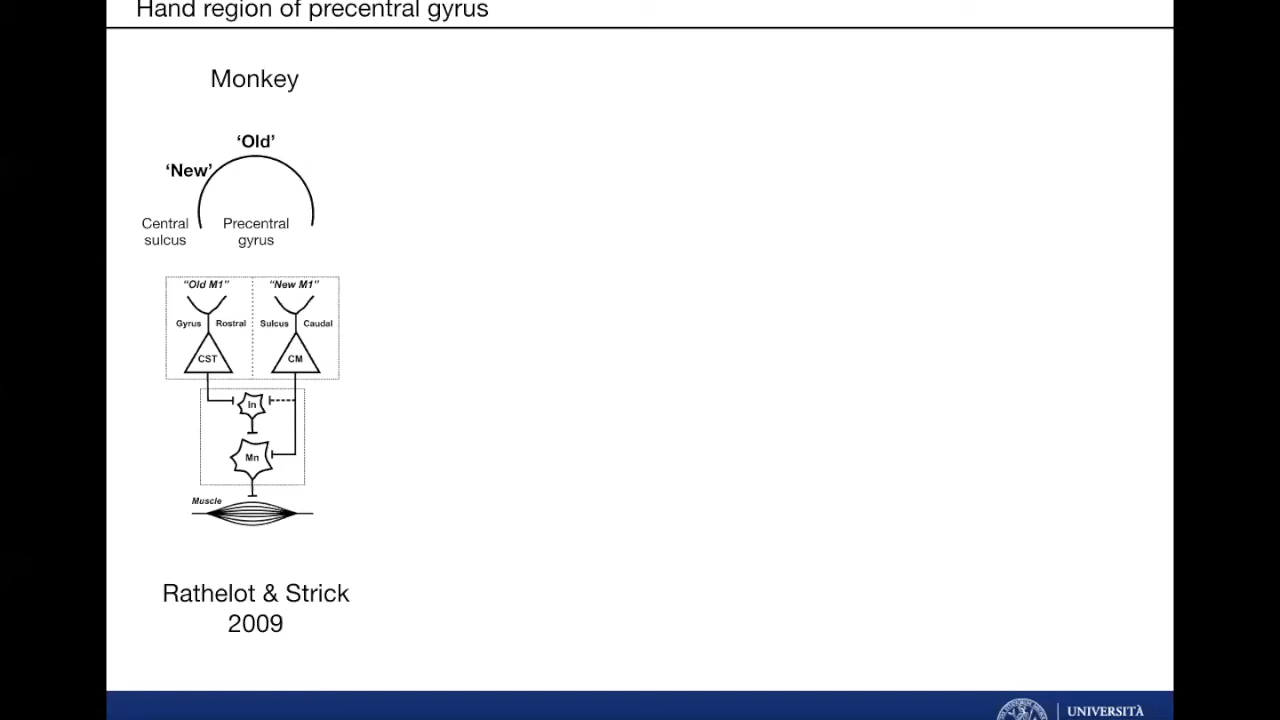 Hand region of precentral gyrus
Monkey
‘Old’
‘New’
Central
sulcus
Precentral
gyrus
“Old M1”
“New M1”
Gyrus
Rostral
Sulcus
Caudal
CST
CM
In
Mn
Muscle
Rathelot & Strick
2009
UNIVERSITÀ